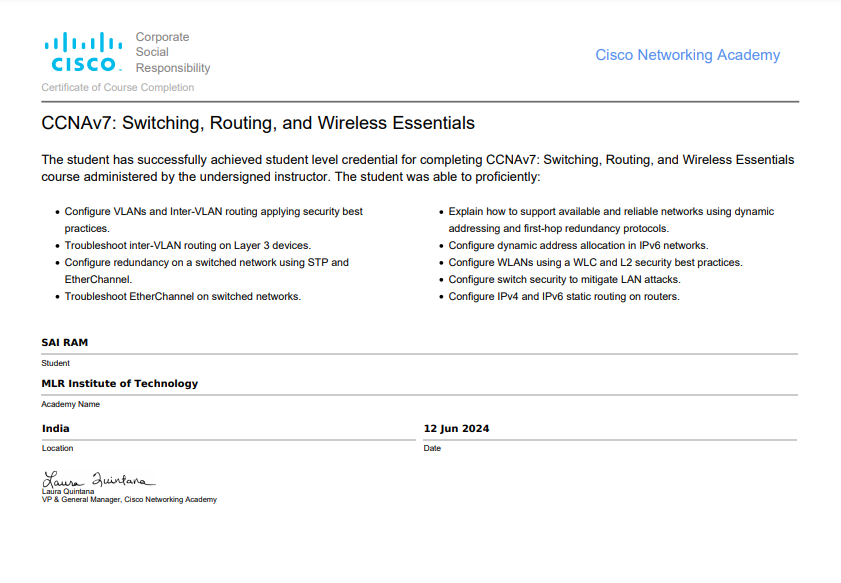 Corporate
Social
Responsibility
CISCO
Cisco Networking Academy
Certificate of Course Completion
CCNAv7: Switching, Routing, and Wireless Essentials
The student has successfully achieved student level credential for completing CCNAv7: Switching, Routing, and Wireless Essentials
course administered by the undersigned instructor. The student was able to proficiently:
• Configure VLANs and Inter-VLAN routing applying security best
practices.
• Troubleshoot inter-VLAN routing on Layer 3 devices.
• Configure redundancy on a switched network using STP and
EtherChannel.
• Troubleshoot EtherChannel on switched networks.
• Explain how to support available and reliable networks using dynamic
addressing and first-hop redundancy protocols.
• Configure dynamic address allocation in IPv6 networks.
• Configure WLANs using a WLC and L2 security best practices.
• Configure switch security to mitigate LAN attacks.
• Configure IPv4 and IPv6 static routing on routers.
SAI RAM
Student
MLR Institute of Technology
Academy Name
India
Location
12 Jun 2024
Date
Laura Quintana
Laura Quintana
VP & General Manager, Cisco Networking Academy